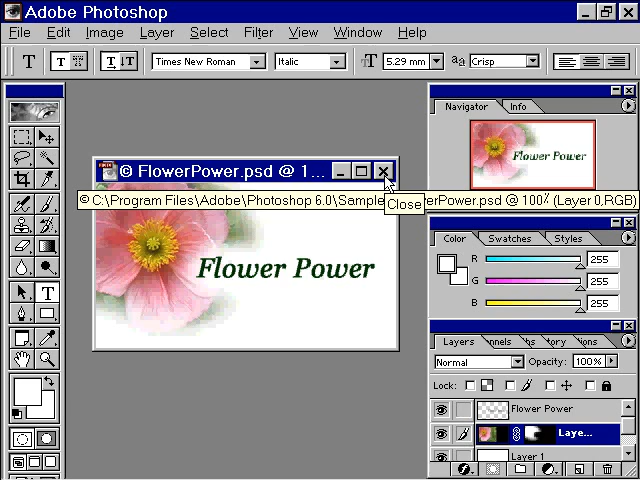 Adobe Photoshop
File Edit Image Layer Select Filter View Window Help
T T T T Times New Roman Italic T 5.29 mm aa Crisp
Navigator Info
Flower Power
© FlowerPower.psd @ 1...
© C:\Program Files\Adobe\Photoshop 6.0\Sample
erPower.psd @ 100% (Layer 0,RGB)
Close
Flower Power
Color Swatches Styles
R 255
G 255
B 255
Layers
Normal Opacity: 100%
Lock:
Flower Power
Laye...
Layer 1
T